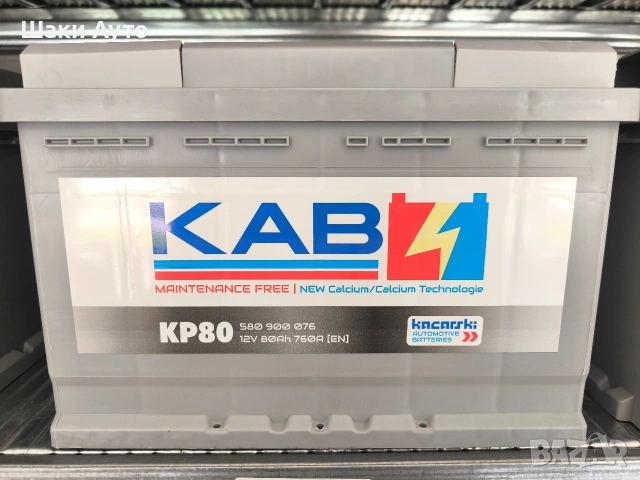 Шаки Ауто
KAB
MAINTENANCE FREE | NEW Calcium/Calcium Technologie
KP80 580 900 076
12V 80Ah 760A [EN]
kacarski
AUTOMOTIVE
BATTERIES
BAZAR